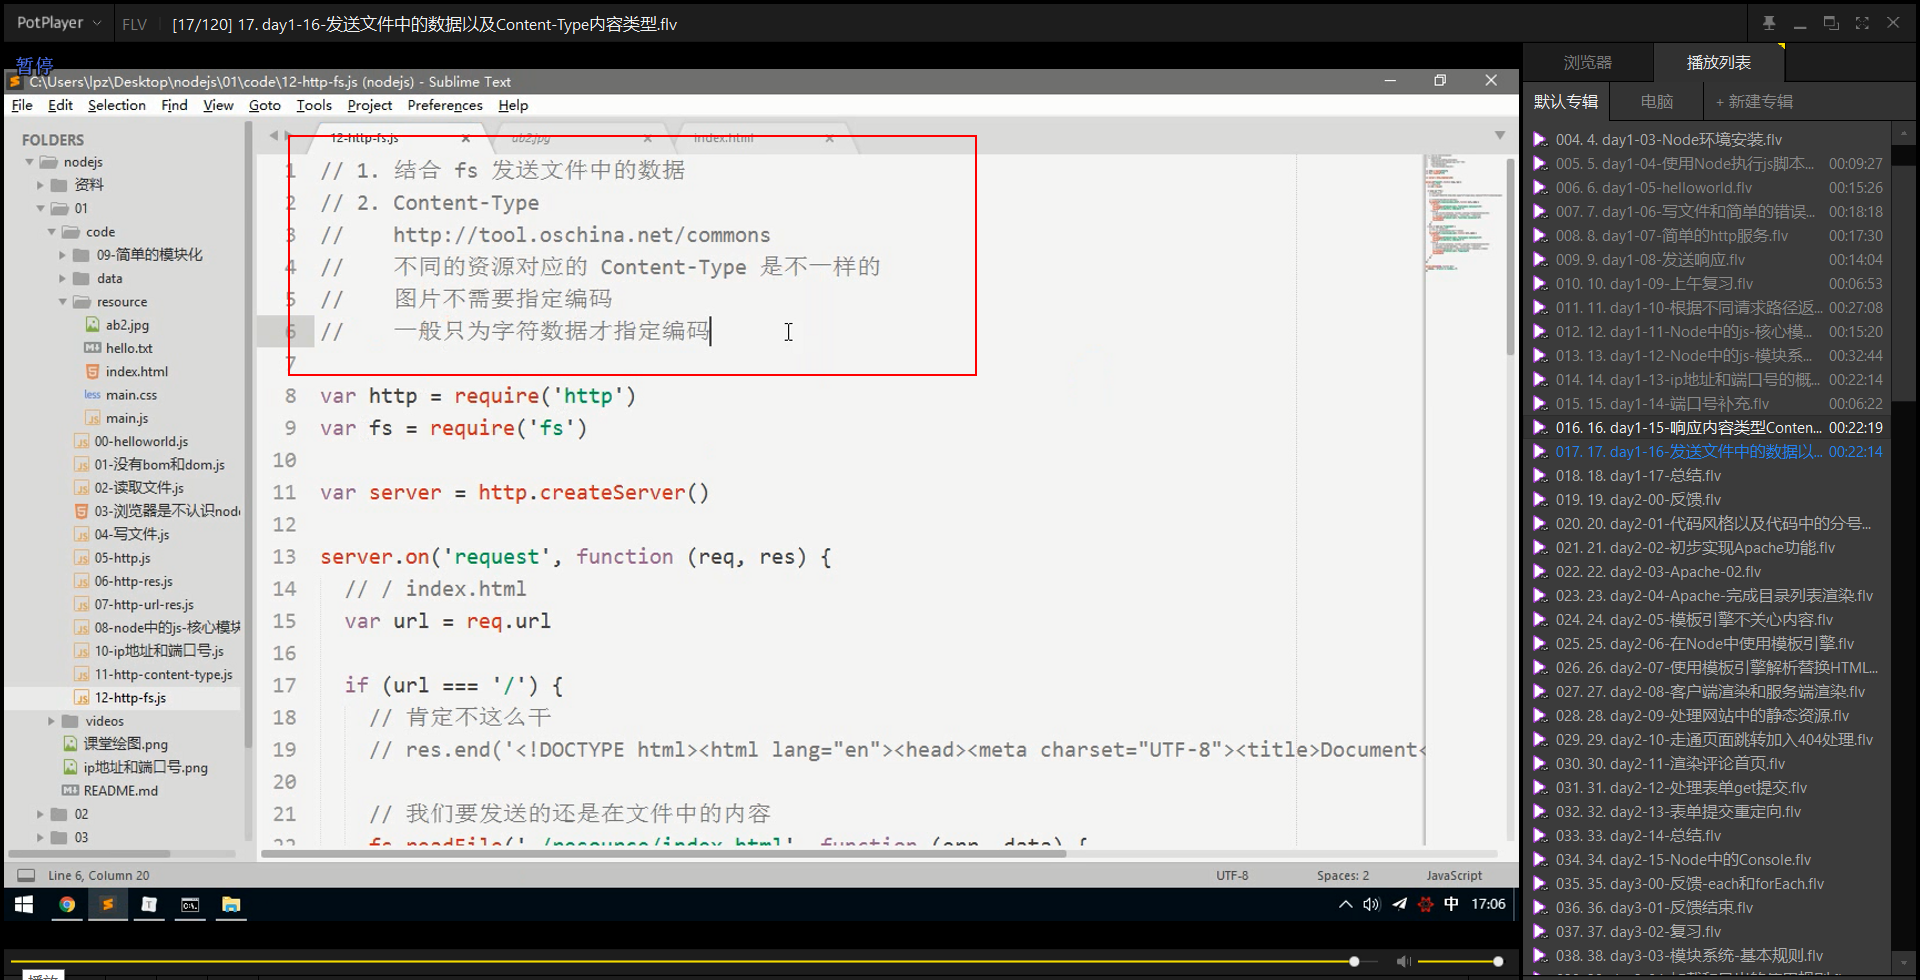 PotPlayer
FLV
[17/120] 17. day1-16-发送文件中的数据以及Content-Type内容类型.flv
暂停
C:\Users\lpz\Desktop\nodejs\01\code\12-http-fs.js (nodejs) - Sublime Text
File Edit Selection Find View Goto Tools Project Preferences Help
FOLDERS
nodejs
资料
01
code
09-简单的模块化
data
resource
ab2.jpg
hello.txt
index.html
main.css
main.js
00-helloworld.js
01-没有bom和dom.js
02-读取文件.js
03-浏览器是不认识node
04-写文件.js
05-http.js
06-http-res.js
07-http-url-res.js
08-node中的js-核心模块
10-ip地址和端口号.js
11-http-content-type.js
12-http-fs.js
videos
课堂绘图.png
ip地址和端口号.png
README.md
02
03
12-http-fs.js
ab2.jpg
index.html
1 // 1. 结合 fs 发送文件中的数据
2 // 2. Content-Type
3 //    http://tool.oschina.net/commons
4 //    不同的资源对应的 Content-Type 是不一样的
5 //    图片不需要指定编码
6 //    一般只为字符数据才指定编码
7
8 var http = require('http')
9 var fs = require('fs')
10
11 var server = http.createServer()
12
13 server.on('request', function (req, res) {
14   // / index.html
15   var url = req.url
16
17   if (url === '/') {
18     // 肯定不这么干
19     // res.end('<!DOCTYPE html><html lang="en"><head><meta charset="UTF-8"><title>Document<
20
21     // 我们要发送的还是在文件中的内容
22     fs.readFile('./resource/index.html', function (err, data) {
Line 6, Column 20
UTF-8
Spaces: 2
JavaScript
中
17:06
播放
浏览器
播放列表
默认专辑
电脑
+ 新建专辑
004. 4. day1-03-Node环境安装.flv
005. 5. day1-04-使用Node执行js脚本... 00:09:27
006. 6. day1-05-helloworld.flv 00:15:26
007. 7. day1-06-写文件和简单的错误... 00:18:18
008. 8. day1-07-简单的http服务.flv 00:17:30
009. 9. day1-08-发送响应.flv 00:14:04
010. 10. day1-09-上午复习.flv 00:06:53
011. 11. day1-10-根据不同请求路径返... 00:27:08
012. 12. day1-11-Node中的js-核心模... 00:15:20
013. 13. day1-12-Node中的js-模块系... 00:32:44
014. 14. day1-13-ip地址和端口号的概... 00:22:14
015. 15. day1-14-端口号补充.flv 00:06:22
016. 16. day1-15-响应内容类型Conten... 00:22:19
017. 17. day1-16-发送文件中的数据以... 00:22:14
018. 18. day1-17-总结.flv
019. 19. day2-00-反馈.flv
020. 20. day2-01-代码风格以及代码中的分号...
021. 21. day2-02-初步实现Apache功能.flv
022. 22. day2-03-Apache-02.flv
023. 23. day2-04-Apache-完成目录列表渲染.flv
024. 24. day2-05-模板引擎不关心内容.flv
025. 25. day2-06-在Node中使用模板引擎.flv
026. 26. day2-07-使用模板引擎解析替换HTML...
027. 27. day2-08-客户端渲染和服务端渲染.flv
028. 28. day2-09-处理网站中的静态资源.flv
029. 29. day2-10-走通页面跳转加入404处理.flv
030. 30. day2-11-渲染评论首页.flv
031. 31. day2-12-处理表单get提交.flv
032. 32. day2-13-表单提交重定向.flv
033. 33. day2-14-总结.flv
034. 34. day2-15-Node中的Console.flv
035. 35. day3-00-反馈-each和forEach.flv
036. 36. day3-01-反馈结束.flv
037. 37. day3-02-复习.flv
038. 38. day3-03-模块系统-基本规则.flv